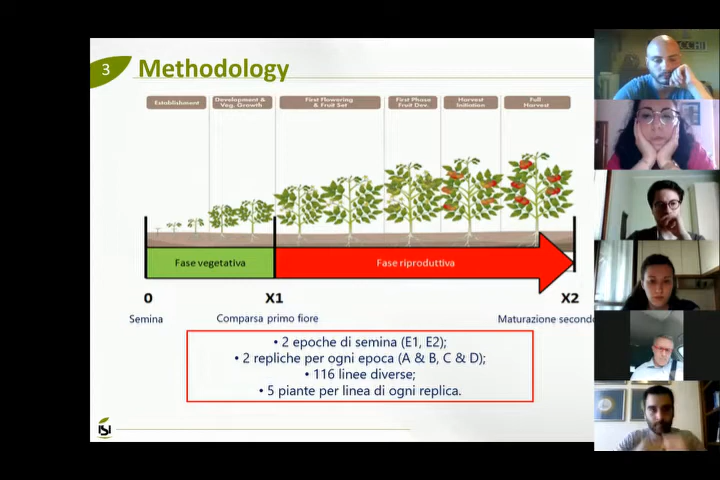 3
Methodology
Establishment
Development &
Veg. Growth
First Flowering
& Fruit Set
First Phase
Fruit Dev.
Harvest
Initiation
Full
Harvest
Fase vegetativa
Fase riproduttiva
0
X1
X2
Semina
Comparsa primo fiore
Maturazione secondo
• 2 epoche di semina (E1, E2);
• 2 repliche per ogni epoca (A & B, C & D);
• 116 linee diverse;
• 5 piante per linea di ogni replica.
ISI